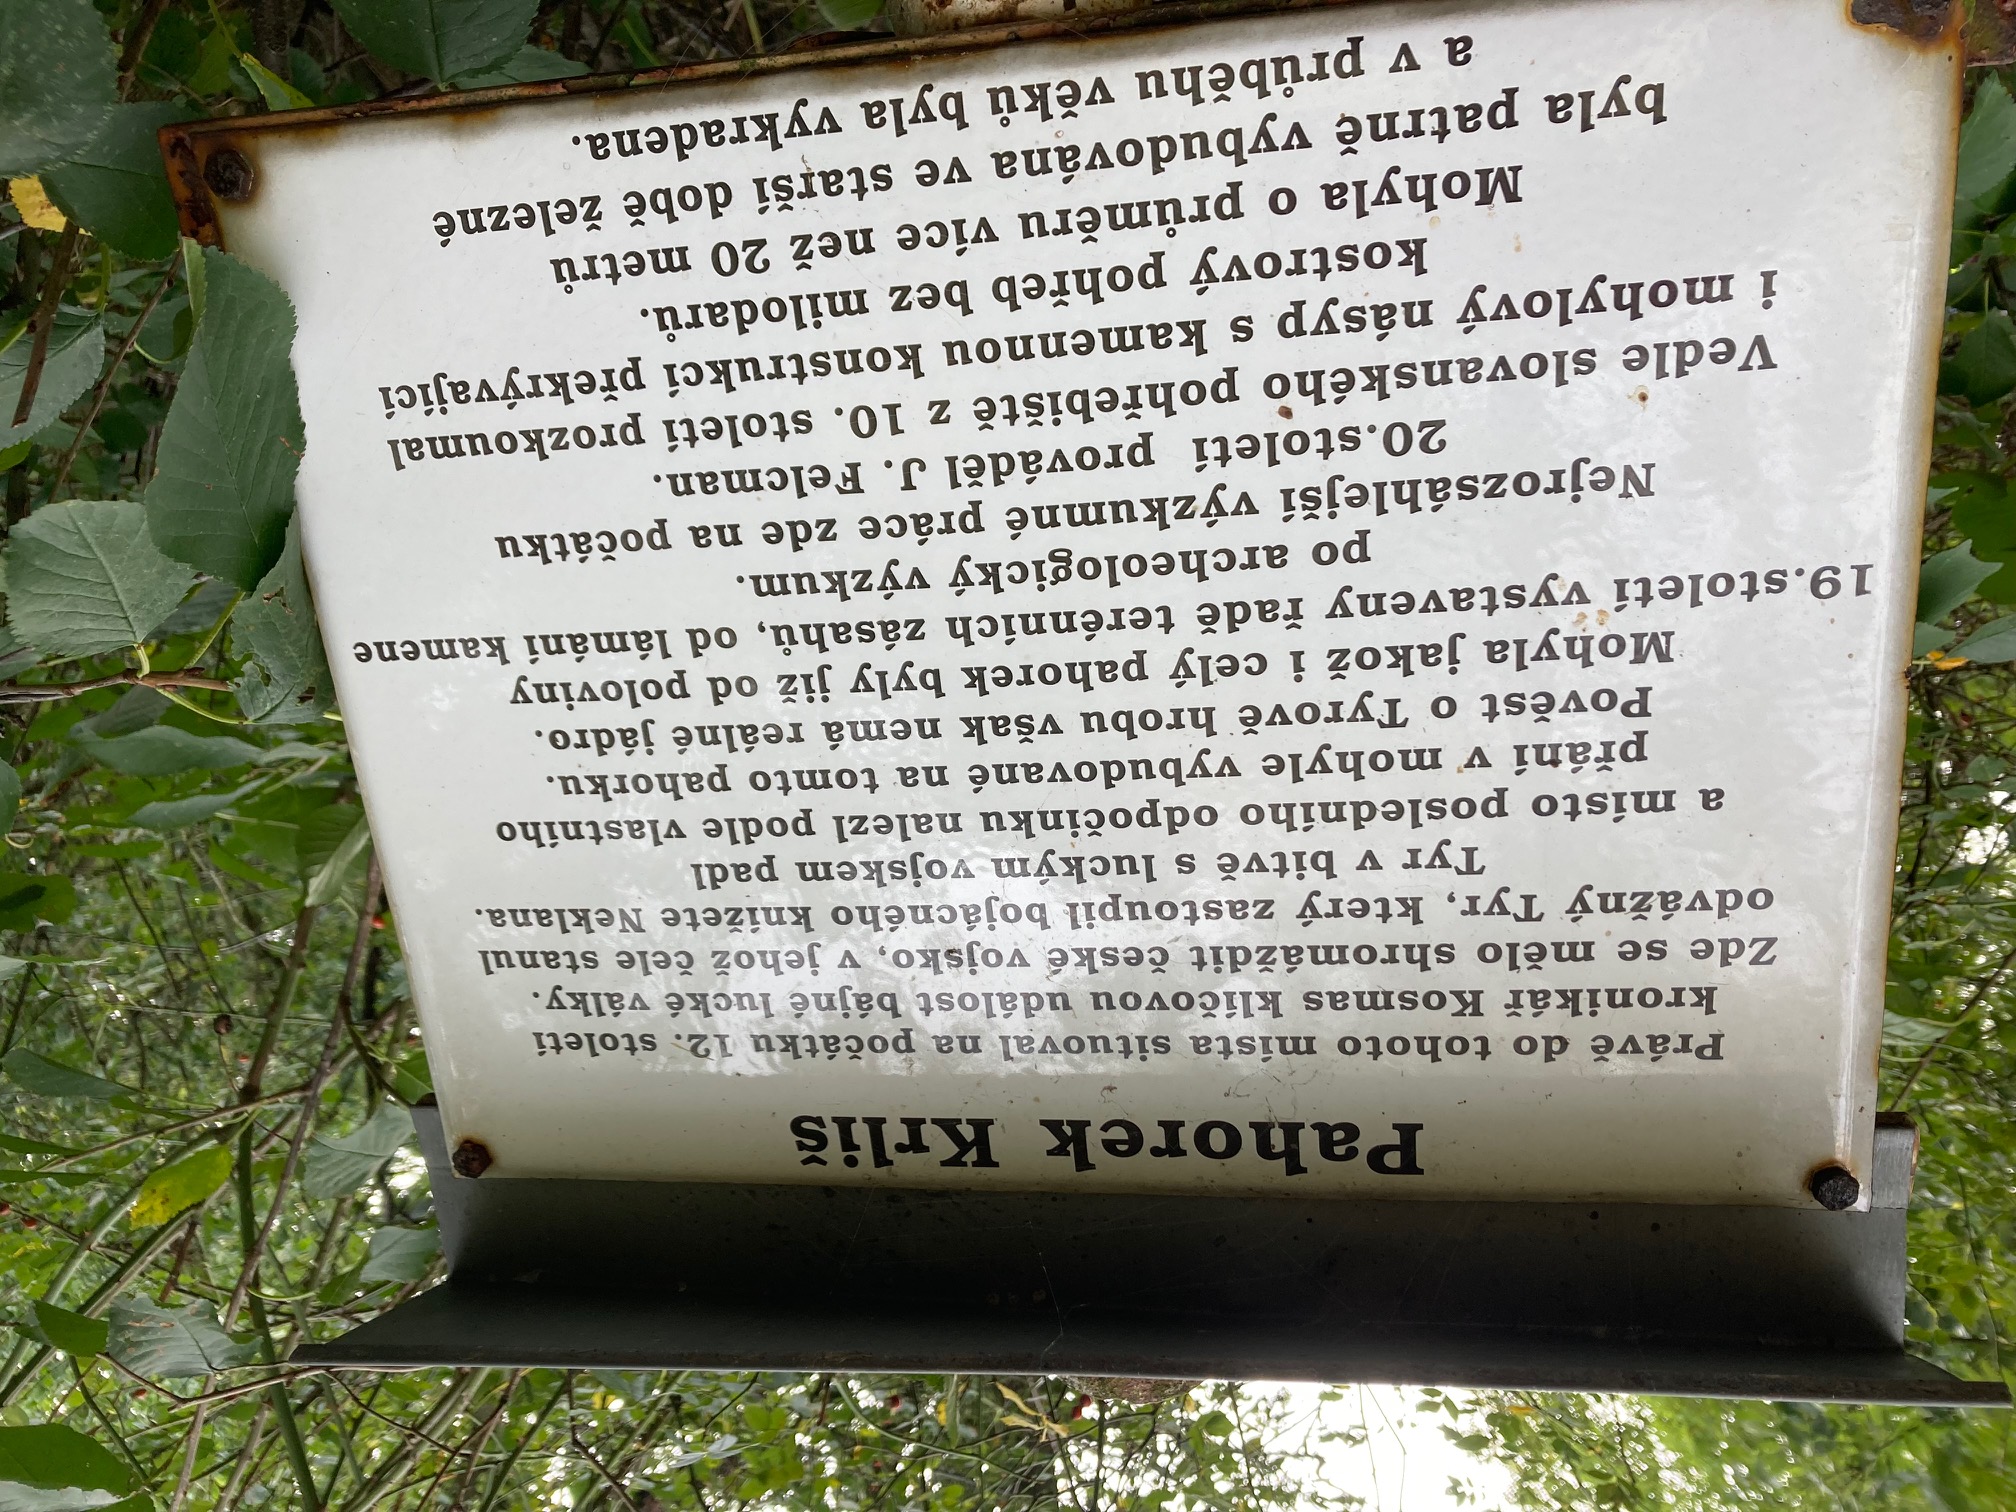 Pahorek Krliš
Právě do tohoto místa situoval na počátku 12. století
kronikář Kosmas klíčovou událost bájné lucké války.
Zde se mělo shromáždit české vojsko, v jehož čele stanul
odvážný Tyr, který zastoupil bojácného knížete Neklana.
Tyr v bitvě s luckým vojskem padl
a místo posledního odpočinku nalezl podle vlastního
přání v mohyle vybudované na tomto pahorku.
Pověst o Tyrově hrobu však nemá reálné jádro.
Mohyla jakož i celý pahorek byly již od poloviny
19.století vystaveny řadě terénních zásahů, od lámání kamene
po archeologický výzkum.
Nejrozsáhlejší výzkumné práce zde na počátku
20.století prováděl J. Felcman.
Vedle slovanského pohřebiště z 10. století prozkoumal
i mohylový násyp s kamennou konstrukcí překrývající
kostrový pohřeb bez milodarů.
Mohyla o průměru více než 20 metrů
byla patrně vybudována ve starší době železné
a v průběhu věků byla vykradena.